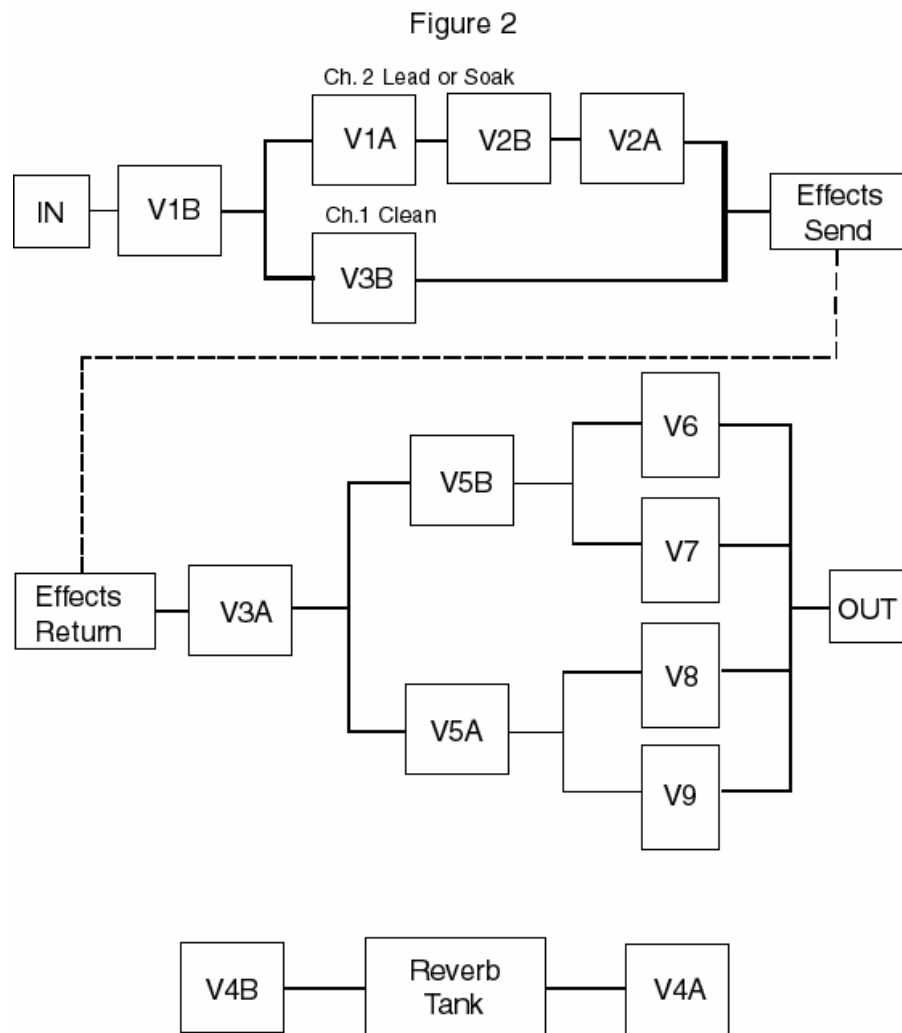 Figure 2
Ch. 2 Lead or Soak
V1A
V2B
V2A
IN
V1B
Effects
Send
Ch.1 Clean
V3B
V6
V5B
V7
Effects
Return
V3A
OUT
V8
V5A
V9
V4B
Reverb
Tank
V4A